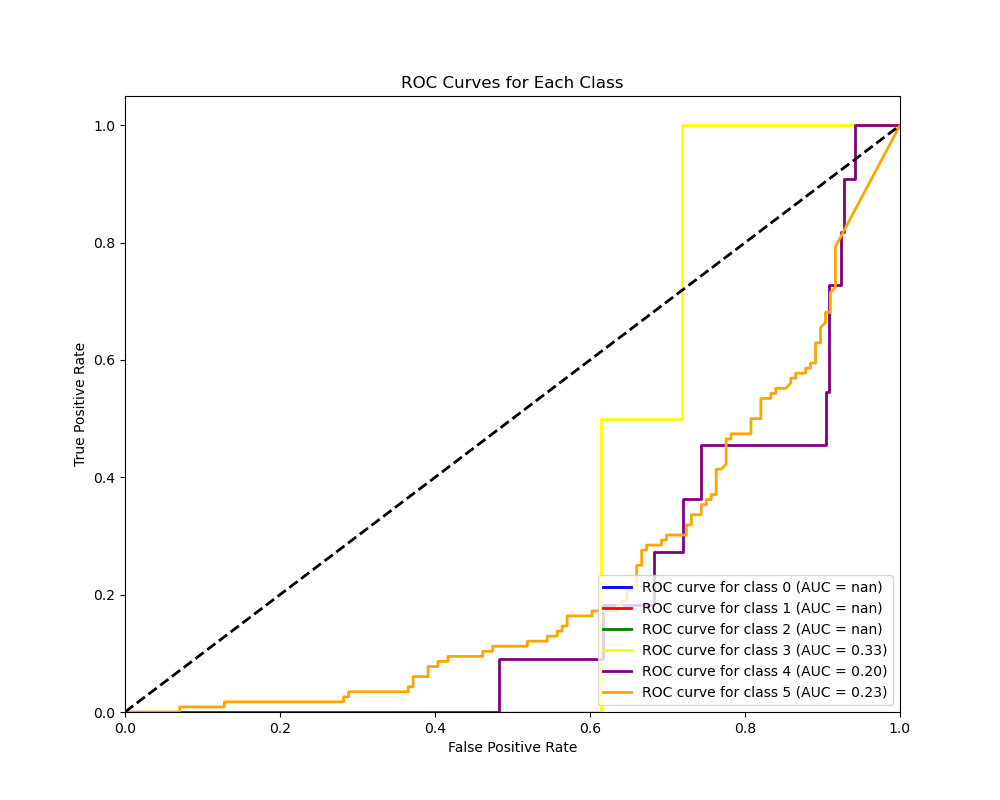 ROC Curves for Each Class
1.0
0.8
0.6
0.4
0.2
0.0
True Positive Rate
ROC curve for class 0 (AUC = nan)
ROC curve for class 1 (AUC = nan)
ROC curve for class 2 (AUC = nan)
ROC curve for class 3 (AUC = 0.33)
ROC curve for class 4 (AUC = 0.20)
ROC curve for class 5 (AUC = 0.23)
0.0 0.2 0.4 0.6 0.8 1.0
False Positive Rate